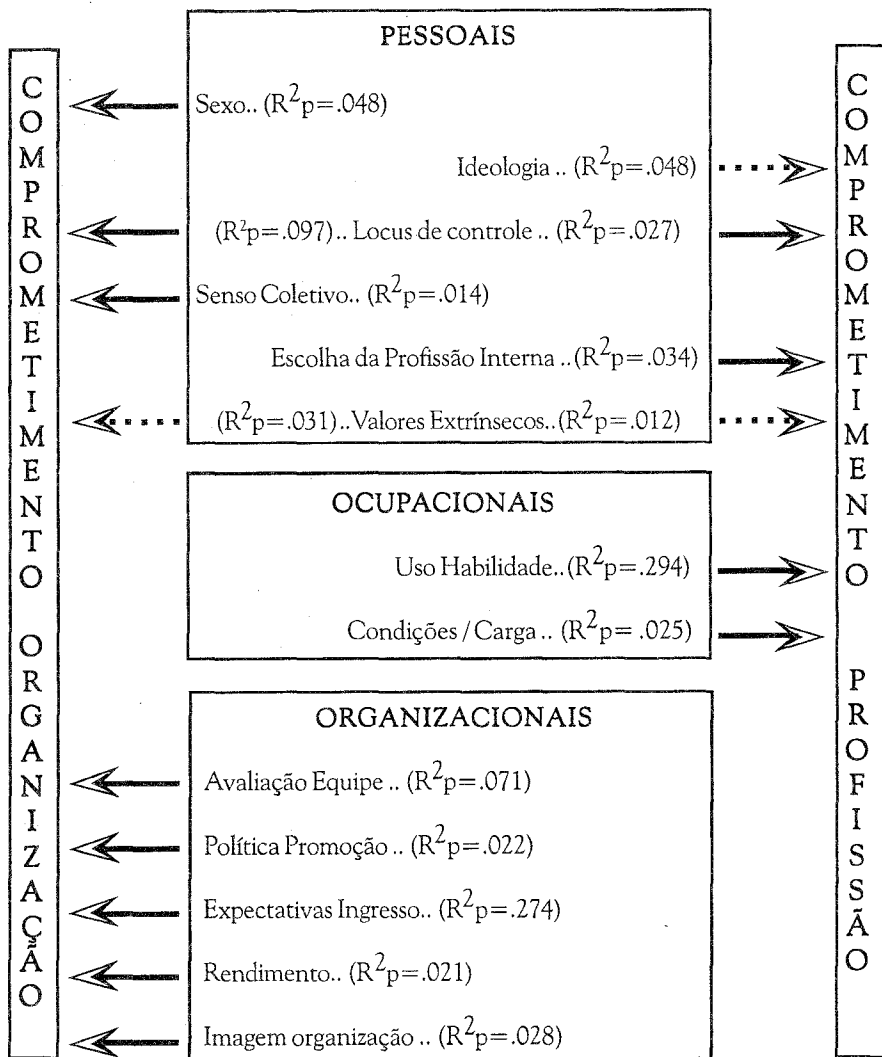 COMPROMETIMENTO ORGANIZAÇÃO
PESSOAIS
Sexo.. (R²p=.048)
Ideologia .. (R²p=.048)
(R²p=.097).. Locus de controle .. (R²p=.027)
Senso Coletivo.. (R²p=.014)
Escolha da Profissão Interna ..(R²p=.034)
(R²p=.031)..Valores Extrínsecos..(R²p=.012)
OCUPACIONAIS
Uso Habilidade..(R²p=.294)
Condições / Carga .. (R²p= .025)
ORGANIZACIONAIS
Avaliação Equipe .. (R²p=.071)
Política Promoção .. (R²p=.022)
Expectativas Ingresso.. (R²p=.274)
Rendimento.. (R²p=.021)
Imagem organização .. (R²p=.028)
COMPROMETIMENTO PROFISSÃO